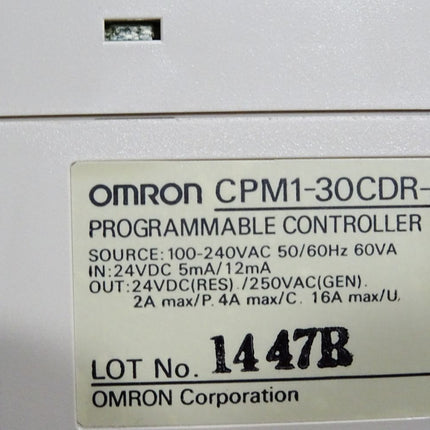 OMRON CPM1-30CDR-
PROGRAMMABLE CONTROLLER
SOURCE: 100-240VAC 50/60Hz 60VA
IN: 24VDC 5mA/12mA
OUT: 24VDC(RES). /250VAC(GEN).
2A max/P. 4A max/C. 16A max/U.
LOT No. 1447B
OMRON Corporation